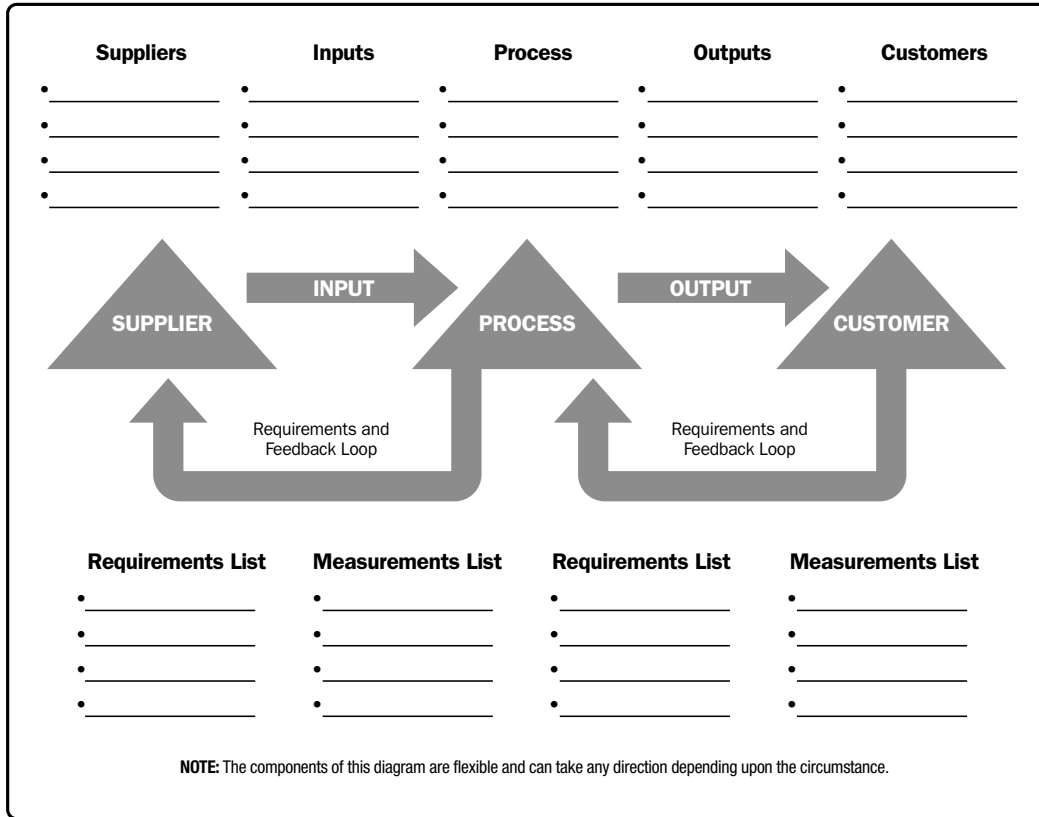 Suppliers
Inputs
Process
Outputs
Customers
INPUT
OUTPUT
SUPPLIER
PROCESS
CUSTOMER
Requirements and
Feedback Loop
Requirements and
Feedback Loop
Requirements List
Measurements List
Requirements List
Measurements List
NOTE: The components of this diagram are flexible and can take any direction depending upon the circumstance.